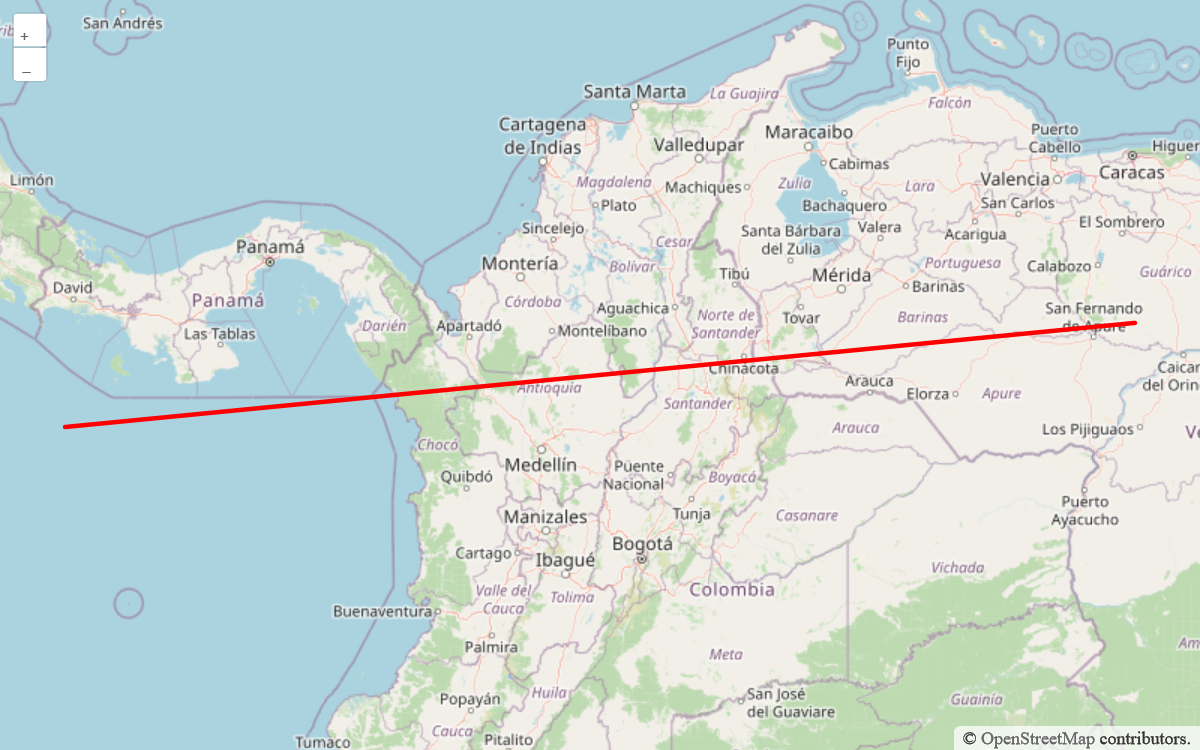 San Andrés
+
–
Punto
Fijo
Santa Marta
La Guajira
Falcón
Cartagena
de Indias
Maracaibo
Puerto
Cabello
Valledupar
Higuer
Cabimas
Caracas
Limón
Magdalena
Machiques
Zulia
Lara
Valencia
Plato
Bachaquero
San Carlos
Sincelejo
Santa Bárbara
del Zulia
Valera
Acarigua
El Sombrero
Panamá
Cesar
Montería
Bolívar
Tibú
Mérida
Portuguesa
Calabozo
Guárico
David
Panamá
Córdoba
Aguachica
Barinas
Las Tablas
Darién
Apartadó
Montelíbano
Norte de
Santander
Tovar
Barinas
San Fernando
de Apure
Chinácota
Antioquia
Arauca
Elorza
Apure
Caicar
del Orin
Santander
Arauca
Los Pijiguaos
Ve
Chocó
Medellín
Quibdó
Puente
Nacional
Boyacá
Manizales
Tunja
Casanare
Puerto
Ayacucho
Cartago
Ibagué
Bogotá
Vichada
Valle del
Cauca
Tolima
Colombia
Buenaventura
Palmira
Meta
Am
Popayán
Huila
San José
del Guaviare
Guainía
Cauca
Tumaco
Pitalito
© OpenStreetMap contributors.